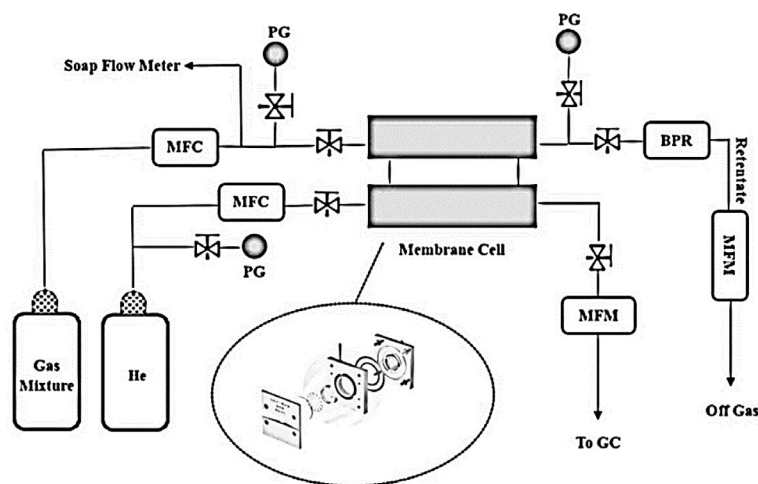 PG
PG
Soap Flow Meter
MFC
BPR
Retentate
MFC
PG
Membrane Cell
MFM
MFM
Gas
Mixture
He
Off Gas
To GC